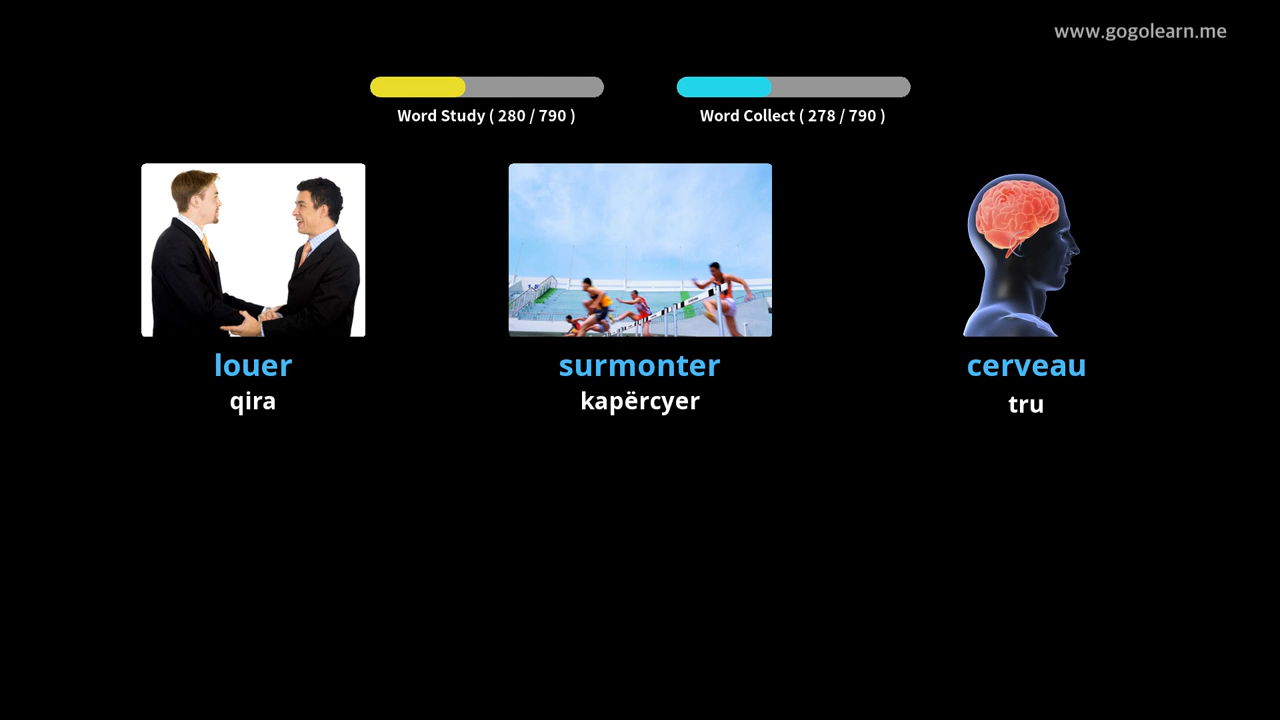 www.gogolearn.me
Word Study ( 280 / 790 )
Word Collect ( 278 / 790 )
louer
surmonter
cerveau
qira
kapërcyer
tru